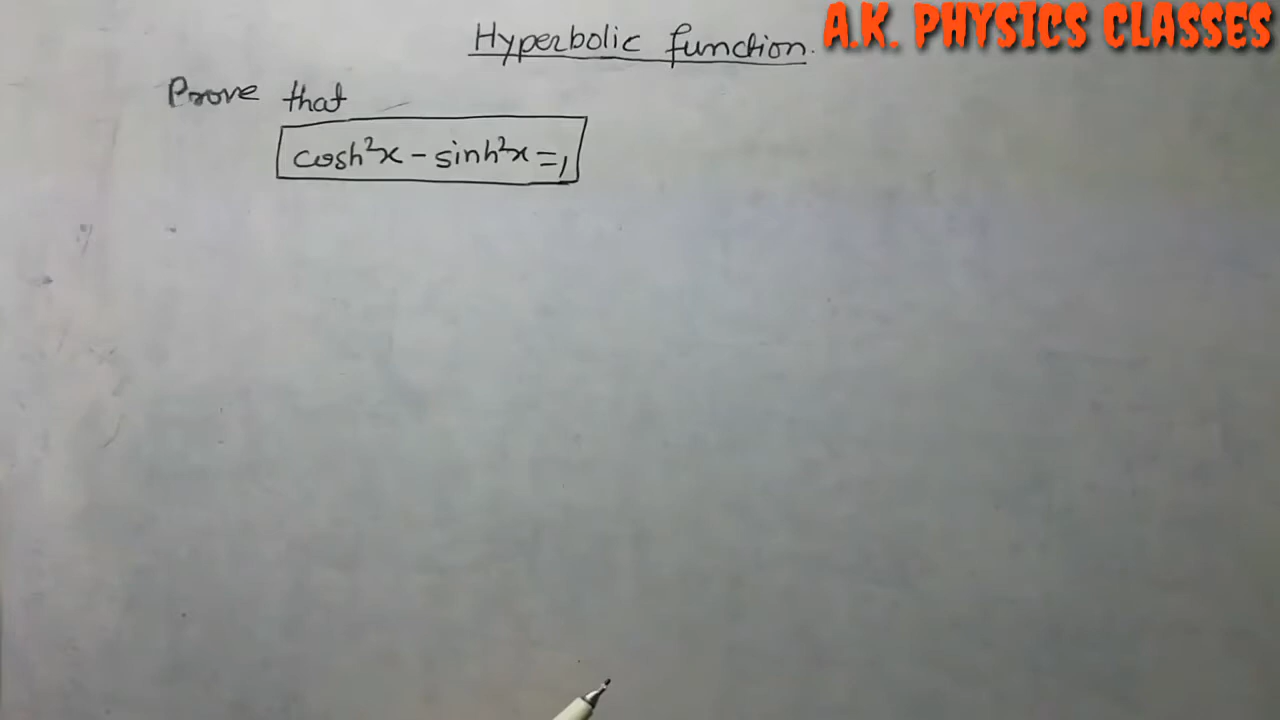 Hyperbolic function.
A.K. PHYSICS CLASSES
Prove that
cosh²x - sinh²x = 1